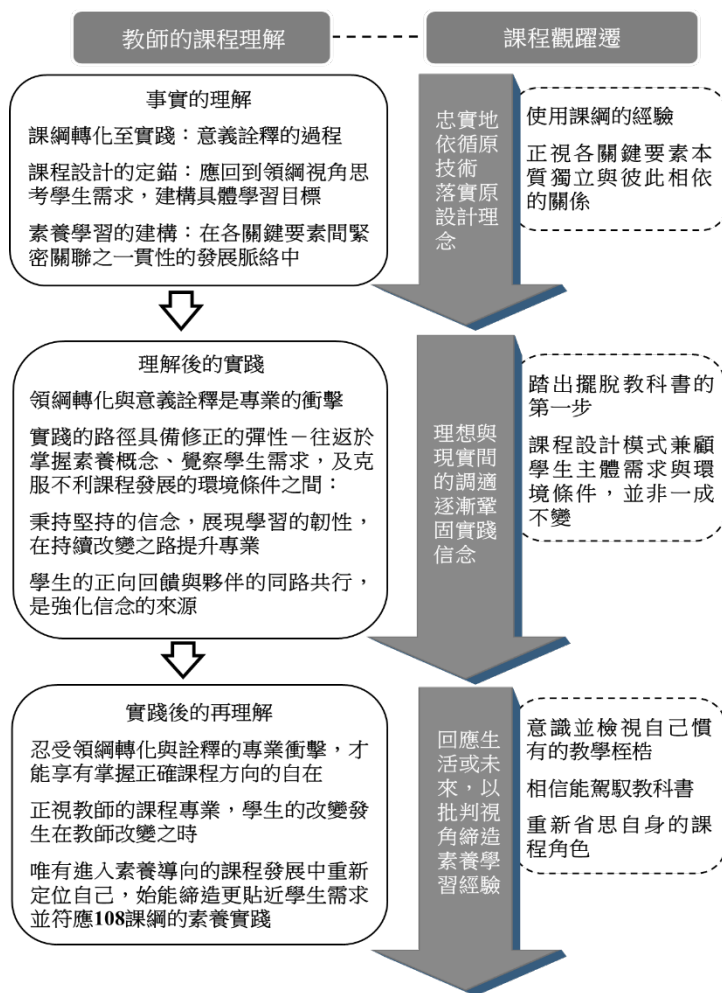 教師的課程理解
課程觀躍遷
事實的理解
課綱轉化至實踐：意義詮釋的過程
課程設計的定錨：應回到領綱視角思
考學生需求，建構具體學習目標
素養學習的建構：在各關鍵要素間緊
密關聯之一貫性的發展脈絡中
忠實地
依循原
技術
落實原
設計理
念
使用課綱的經驗
正視各關鍵要素本
質獨立與彼此相依
的關係
理解後的實踐
領綱轉化與意義詮釋是專業的衝擊
實踐的路徑具備修正的彈性－往返於
掌握素養概念、覺察學生需求，及克
服不利課程發展的環境條件之間：
秉持堅持的信念，展現學習的韌性，
在持續改變之路提升專業
學生的正向回饋與夥伴的同路共行，
是強化信念的來源
理想與
現實間
的調適
逐漸鞏
固實踐
信念
踏出擺脫教科書的
第一步
課程設計模式兼顧
學生主體需求與環
境條件，並非一成
不變
實踐後的再理解
忍受領綱轉化與詮釋的專業衝擊，才
能享有掌握正確課程方向的自在
正視教師的課程專業，學生的改變發
生在教師改變之時
唯有進入素養導向的課程發展中重新
定位自己，始能締造更貼近學生需求
並符應108課綱的素養實踐
回應生
活或未
來，以
批判視
角締造
素養學
習經驗
意識並檢視自己慣
有的教學桎梏
相信能駕馭教科書
重新省思自身的課
程角色